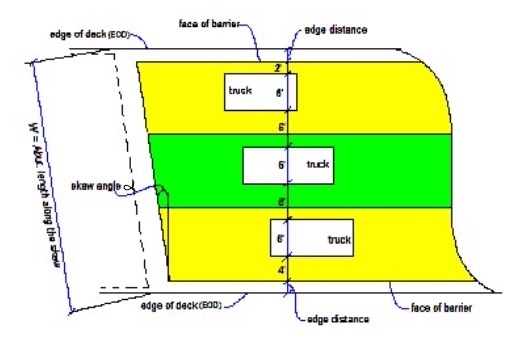 edge of deck (EOD)
face of barrier
edge distance
2'
truck
6'
6'
6'
truck
skew angle
6'
W = Abut. length along the skew
6'
truck
4'
edge of deck (EOD)
face of barrier
edge distance